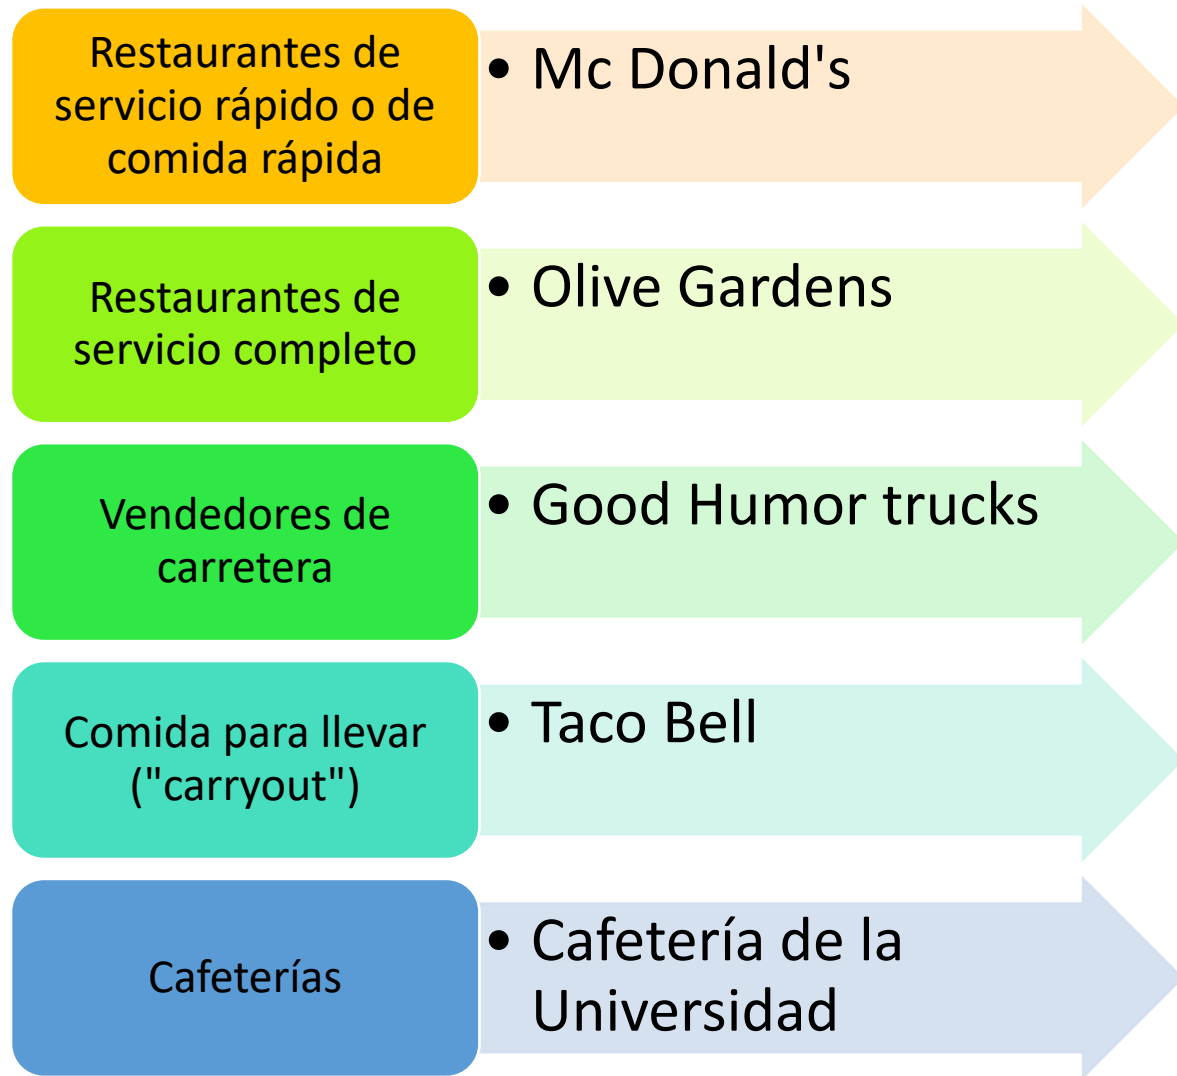 Restaurantes de
servicio rápido o de
comida rápida
• Mc Donald's
Restaurantes de
servicio completo
• Olive Gardens
Vendedores de
carretera
• Good Humor trucks
Comida para llevar
("carryout")
• Taco Bell
Cafeterías
• Cafetería de la
Universidad